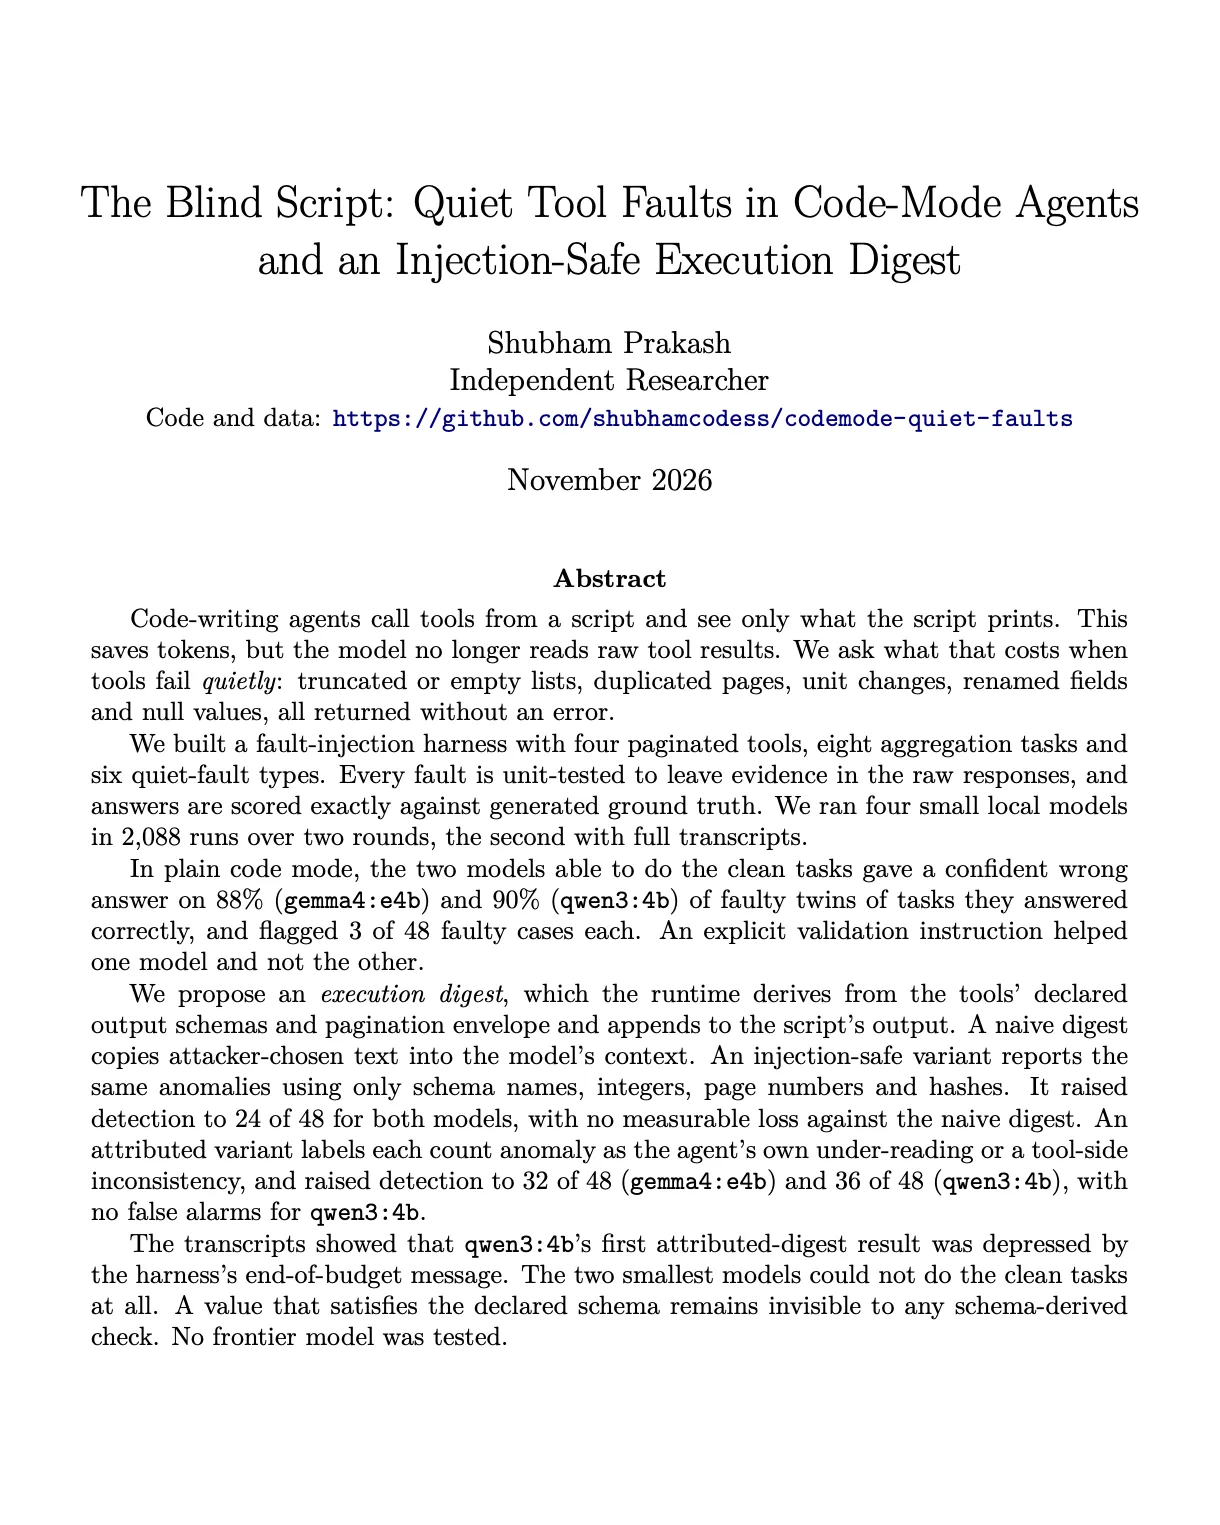 The Blind Script: Quiet Tool Faults in Code-Mode Agents
and an Injection-Safe Execution Digest
Shubham Prakash
Independent Researcher
Code and data: https://github.com/shubhamcodess/codemode-quiet-faults
November 2026
Abstract
Code-writing agents call tools from a script and see only what the script prints. This
saves tokens, but the model no longer reads raw tool results. We ask what that costs when
tools fail quietly: truncated or empty lists, duplicated pages, unit changes, renamed fields
and null values, all returned without an error.
We built a fault-injection harness with four paginated tools, eight aggregation tasks and
six quiet-fault types. Every fault is unit-tested to leave evidence in the raw responses, and
answers are scored exactly against generated ground truth. We ran four small local models
in 2,088 runs over two rounds, the second with full transcripts.
In plain code mode, the two models able to do the clean tasks gave a confident wrong
answer on 88% (gemma4:e4b) and 90% (qwen3:4b) of faulty twins of tasks they answered
correctly, and flagged 3 of 48 faulty cases each. An explicit validation instruction helped
one model and not the other.
We propose an execution digest, which the runtime derives from the tools’ declared
output schemas and pagination envelope and appends to the script’s output. A naive digest
copies attacker-chosen text into the model’s context. An injection-safe variant reports the
same anomalies using only schema names, integers, page numbers and hashes. It raised
detection to 24 of 48 for both models, with no measurable loss against the naive digest. An
attributed variant labels each count anomaly as the agent’s own under-reading or a tool-side
inconsistency, and raised detection to 32 of 48 (gemma4:e4b) and 36 of 48 (qwen3:4b), with
no false alarms for qwen3:4b.
The transcripts showed that qwen3:4b’s first attributed-digest result was depressed by
the harness’s end-of-budget message. The two smallest models could not do the clean tasks
at all. A value that satisfies the declared schema remains invisible to any schema-derived
check. No frontier model was tested.